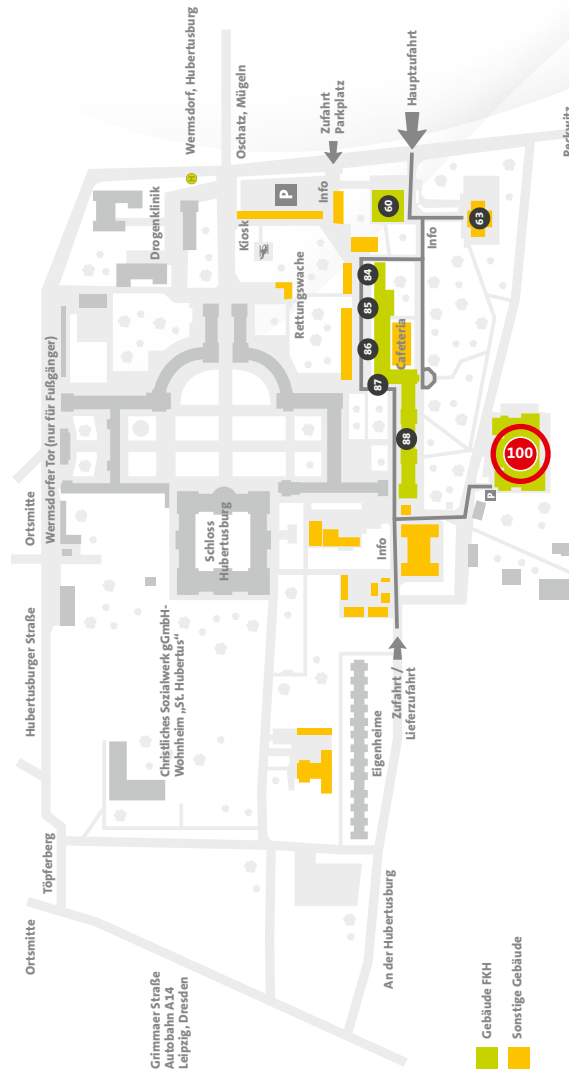 Ortsmitte
Töpferberg
Hubertusburger Straße
Ortsmitte
Wermsdorfer Tor (nur für Fußgänger)
Grimmaer Straße
Autobahn A14
Leipzig, Dresden
Christliches Sozialwerk gGmbH-
Wohnheim „St. Hubertus“
Schloss
Hubertusburg
Drogenklinik
Wermsdorf, Hubertusburg
H
Oschatz, Mügeln
Kiosk
P
Rettungswache
Info
Zufahrt
Parkplatz
Hauptzufahrt
60
63
Info
84
85
86
87
88
Cafeteria
Info
Eigenheime
Zufahrt /
Lieferzufahrt
An der Hubertusburg
P
100
Gebäude FKH
Sonstige Gebäude